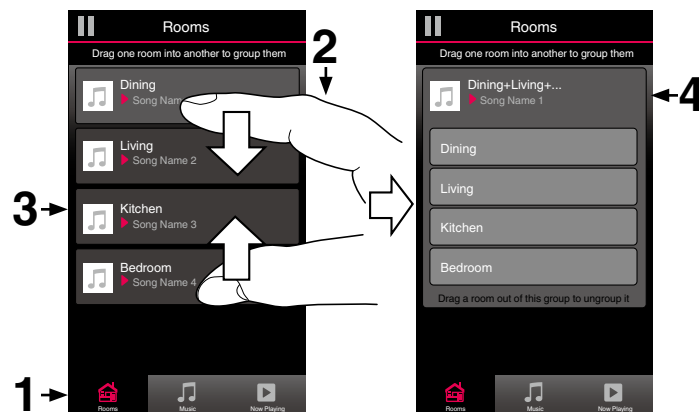 Rooms
Drag one room into another to group them
2
Dining
Song Nam
Living
Song Name 2
3
Kitchen
Song Name 3
Bedroom
Song Name 4
1
Rooms
Music
Now Playing
Rooms
Drag one room into another to group them
Dining+Living+...
Song Name 1
4
Dining
Living
Kitchen
Bedroom
Drag a room out of this group to ungroup it
Rooms
Music
Now Playing